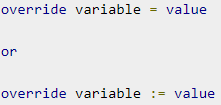 override variable = value
or
override variable := value